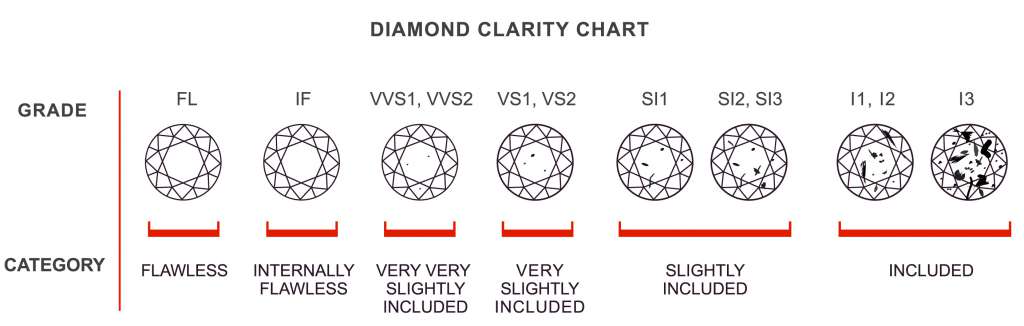 DIAMOND CLARITY CHART
GRADE
FL
IF
VVS1, VVS2
VS1, VS2
SI1
SI2, SI3
I1, I2
I3
CATEGORY
FLAWLESS
INTERNALLY
FLAWLESS
VERY VERY
SLIGHTLY
INCLUDED
VERY
SLIGHTLY
INCLUDED
SLIGHTLY
INCLUDED
INCLUDED